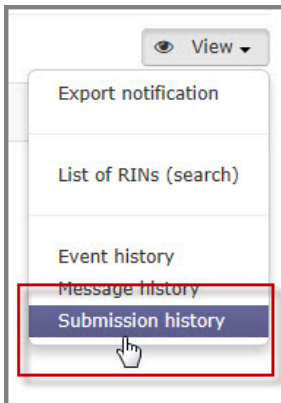 View
Export notification
List of RINs (search)
Event history
Message history
Submission history